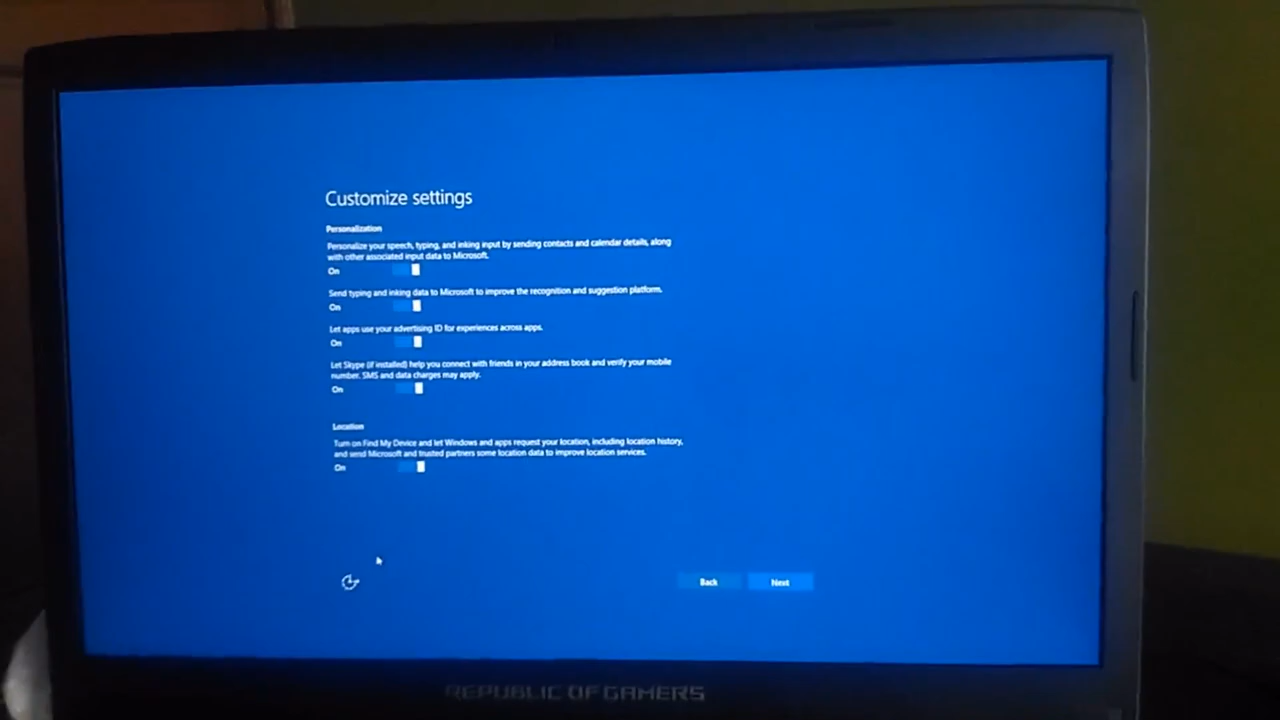 Customize settings
Personalization
Personalize your speech, typing, and inking input by sending contacts and calendar details, along
with other associated input data to Microsoft.
On
Send typing and inking data to Microsoft to improve the recognition and suggestion platform.
On
Let apps use your advertising ID for experiences across apps.
On
Let Skype (if installed) help you connect with friends in your address book and verify your mobile
number. SMS and data charges may apply.
On
Location
Turn on Find My Device and let Windows and apps request your location, including location history,
and send Microsoft and trusted partners some location data to improve location services.
On
Back
Next
REPUBLIC OF GAMERS